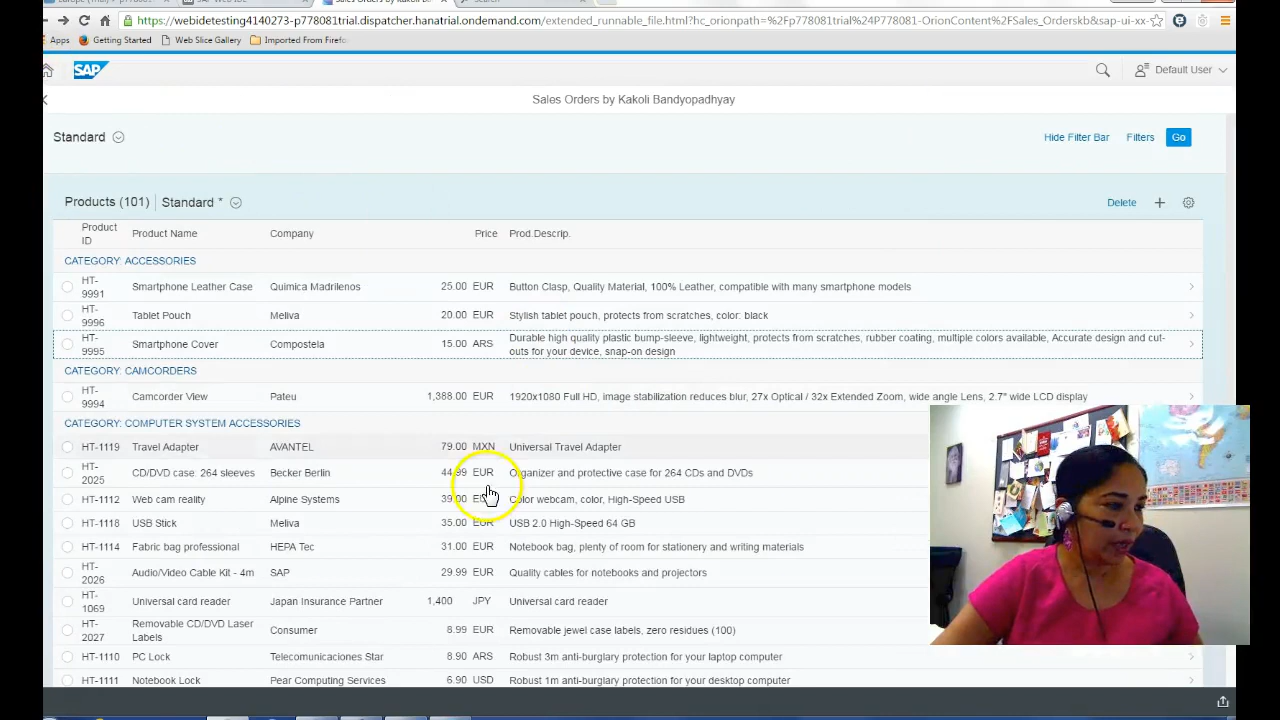 SAP Web IDE
Search
https://webidetesting4140273-p778081trial.dispatcher.hanatrial.ondemand.com/extended_runnable_file.html?hc_orionpath=%2Fp778081trial%24P778081-OrionContent%2FSales_Orderskb&sap-ui-xx-
Apps Getting Started Web Slice Gallery Imported From Firefo
SAP Default User
Sales Orders by Kakoli Bandyopadhyay
Standard Hide Filter Bar Filters Go
Products (101) Standard * Delete
Product ID Product Name Company Price Prod.Descrip.
CATEGORY: ACCESSORIES
HT-9991 Smartphone Leather Case Quimica Madrilenos 25.00 EUR Button Clasp, Quality Material, 100% Leather, compatible with many smartphone models
HT-9996 Tablet Pouch Meliva 20.00 EUR Stylish tablet pouch, protects from scratches, color: black
HT-9995 Smartphone Cover Compostela 15.00 ARS Durable high quality plastic bump-sleeve, lightweight, protects from scratches, rubber coating, multiple colors available, Accurate design and cut-
outs for your device, snap-on design
CATEGORY: CAMCORDERS
HT-9994 Camcorder View Pateu 1,388.00 EUR 1920x1080 Full HD, image stabilization reduces blur, 27x Optical / 32x Extended Zoom, wide angle Lens, 2.7" wide LCD display
CATEGORY: COMPUTER SYSTEM ACCESSORIES
HT-1119 Travel Adapter AVANTEL 79.00 MXN Universal Travel Adapter
HT-2025 CD/DVD case: 264 sleeves Becker Berlin 44.99 EUR Organizer and protective case for 264 CDs and DVDs
HT-1112 Web cam reality Alpine Systems 39.00 Color webcam, color, High-Speed USB
HT-1118 USB Stick Meliva 35.00 EUR USB 2.0 High-Speed 64 GB
HT-1114 Fabric bag professional HEPA Tec 31.00 EUR Notebook bag, plenty of room for stationery and writing materials
HT-2026 Audio/Video Cable Kit - 4m SAP 29.99 EUR Quality cables for notebooks and projectors
HT-1069 Universal card reader Japan Insurance Partner 1,400 JPY Universal card reader
HT-2027 Removable CD/DVD Laser Labels Consumer 8.99 EUR Removable jewel case labels, zero residues (100)
HT-1110 PC Lock Telecomunicaciones Star 8.90 ARS Robust 3m anti-burglary protection for your laptop computer
HT-1111 Notebook Lock Pear Computing Services 6.90 USD Robust 1m anti-burglary protection for your desktop computer